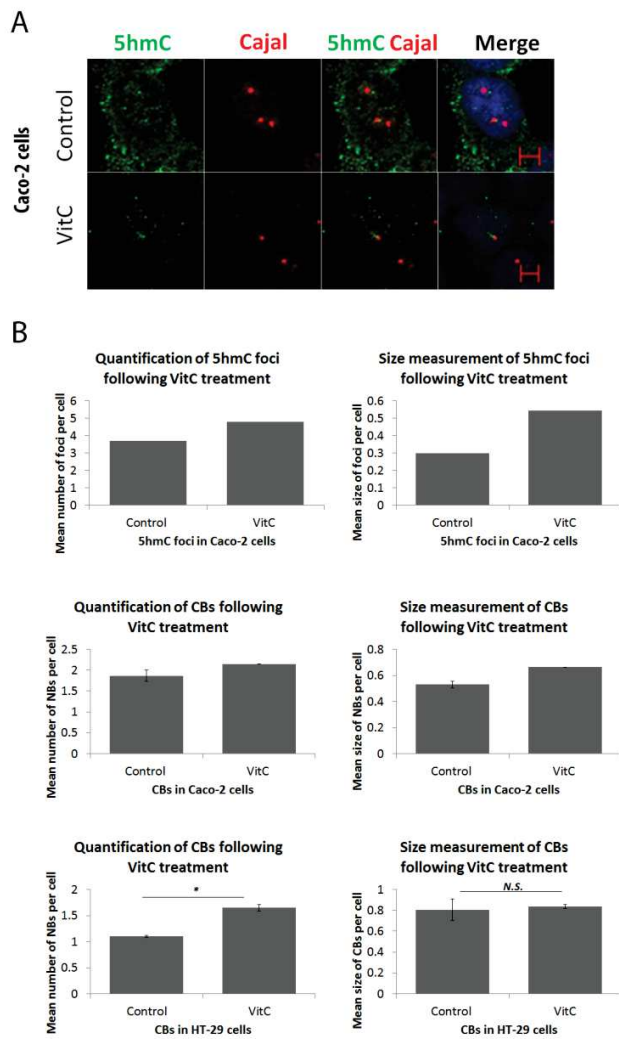 A
5hmC Cajal 5hmC Cajal Merge
Caco-2 cells
Control
VitC
B
Quantification of 5hmC foci
following VitC treatment
Mean number of foci per cell
6
5
4
3
2
1
0
Control VitC
5hmC foci in Caco-2 cells
Size measurement of 5hmC foci
following VitC treatment
Mean size of foci per cell
0.6
0.5
0.4
0.3
0.2
0.1
0
Control VitC
5hmC foci in Caco-2 cells
Quantification of CBs following
VitC treatment
Mean number of NBs per cell
2.5
2
1.5
1
0.5
0
Control VitC
CBs in Caco-2 cells
Size measurement of CBs
following VitC treatment
Mean size of NBs per cell
0.8
0.6
0.4
0.2
0
Control VitC
CBs in Caco-2 cells
Quantification of CBs following
VitC treatment
Mean number of NBs per cell
2
1.5
1
0.5
0
Control VitC
CBs in HT-29 cells
Size measurement of CBs
following VitC treatment
Mean size of CBs per cell
1
0.8
0.6
0.4
0.2
0
N.S.
Control VitC
CBs in HT-29 cells